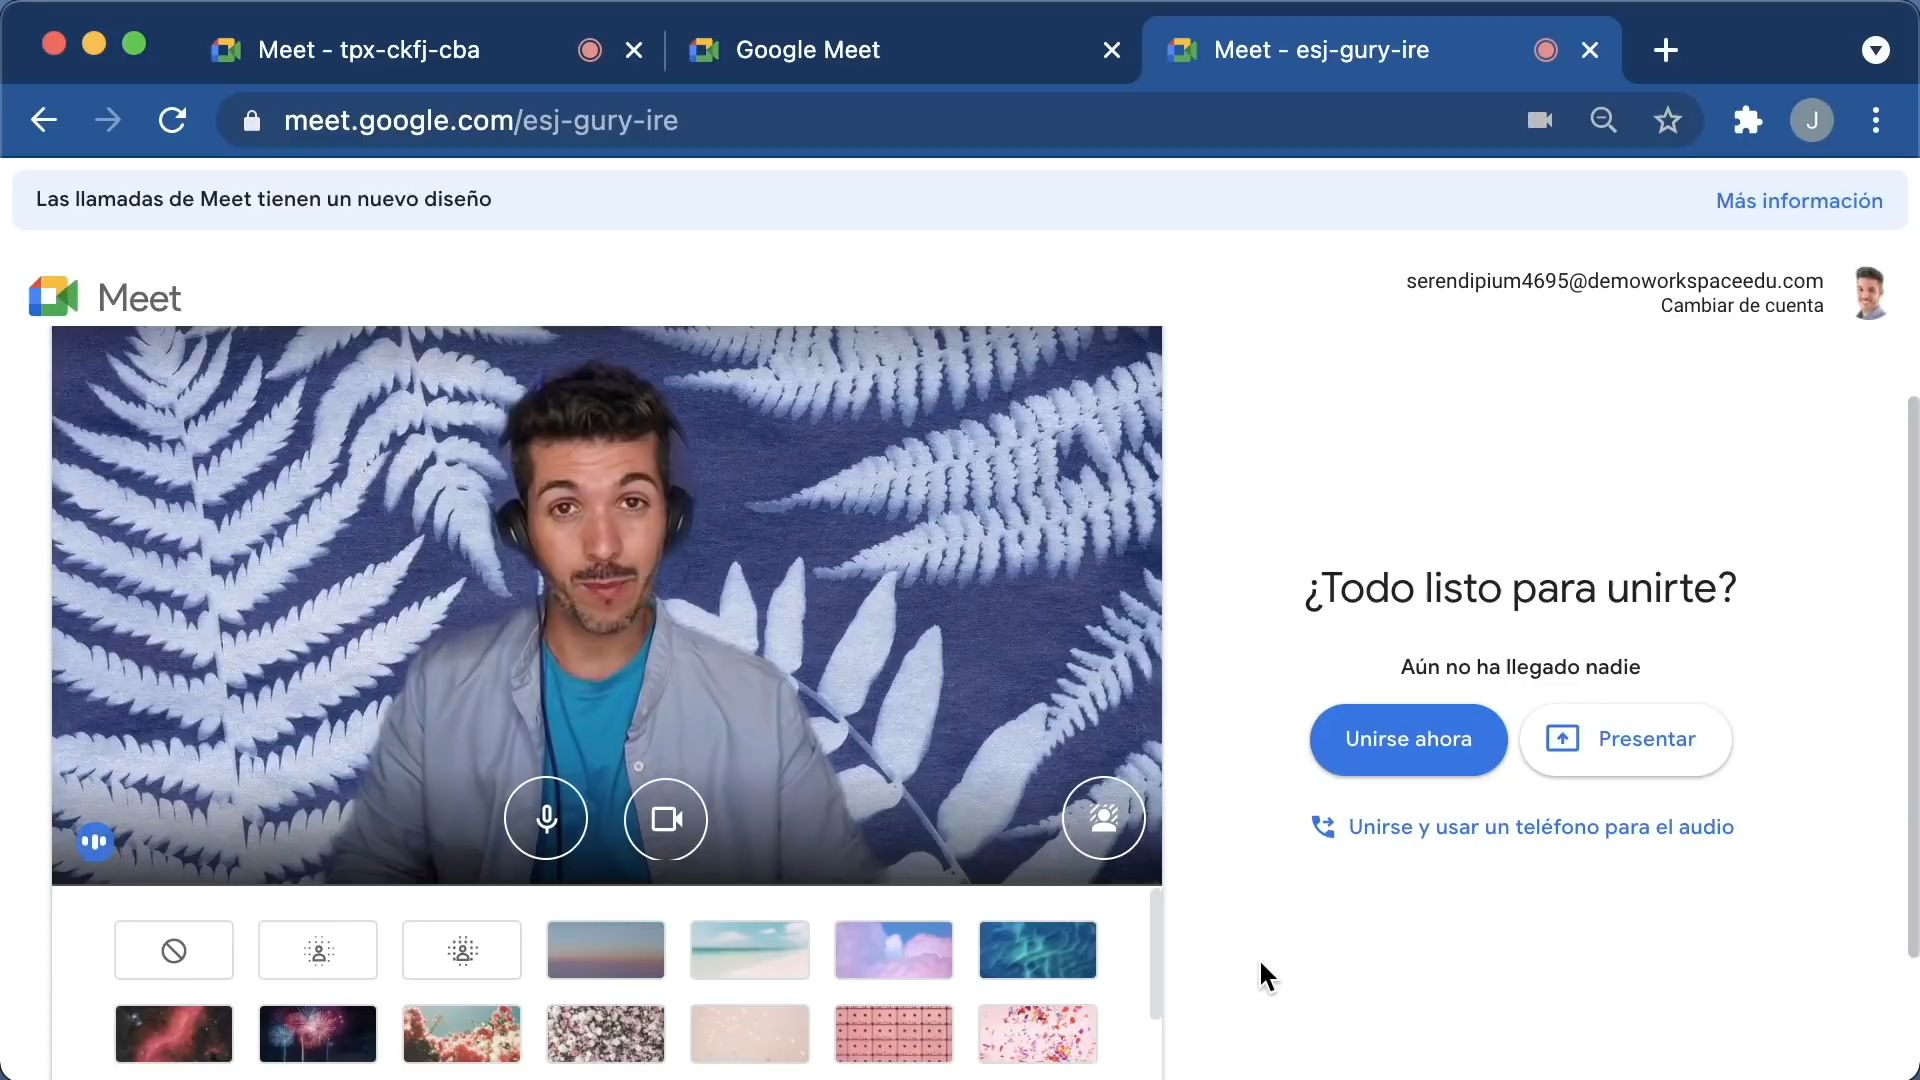 Meet - tpx-ckfj-cba
Google Meet
Meet - esj-gury-ire
meet.google.com/esj-gury-ire
J
Las llamadas de Meet tienen un nuevo diseño
Más información
Meet
serendipium4695@demoworkspaceedu.com
Cambiar de cuenta
¿Todo listo para unirte?
Aún no ha llegado nadie
Unirse ahora
Presentar
Unirse y usar un teléfono para el audio